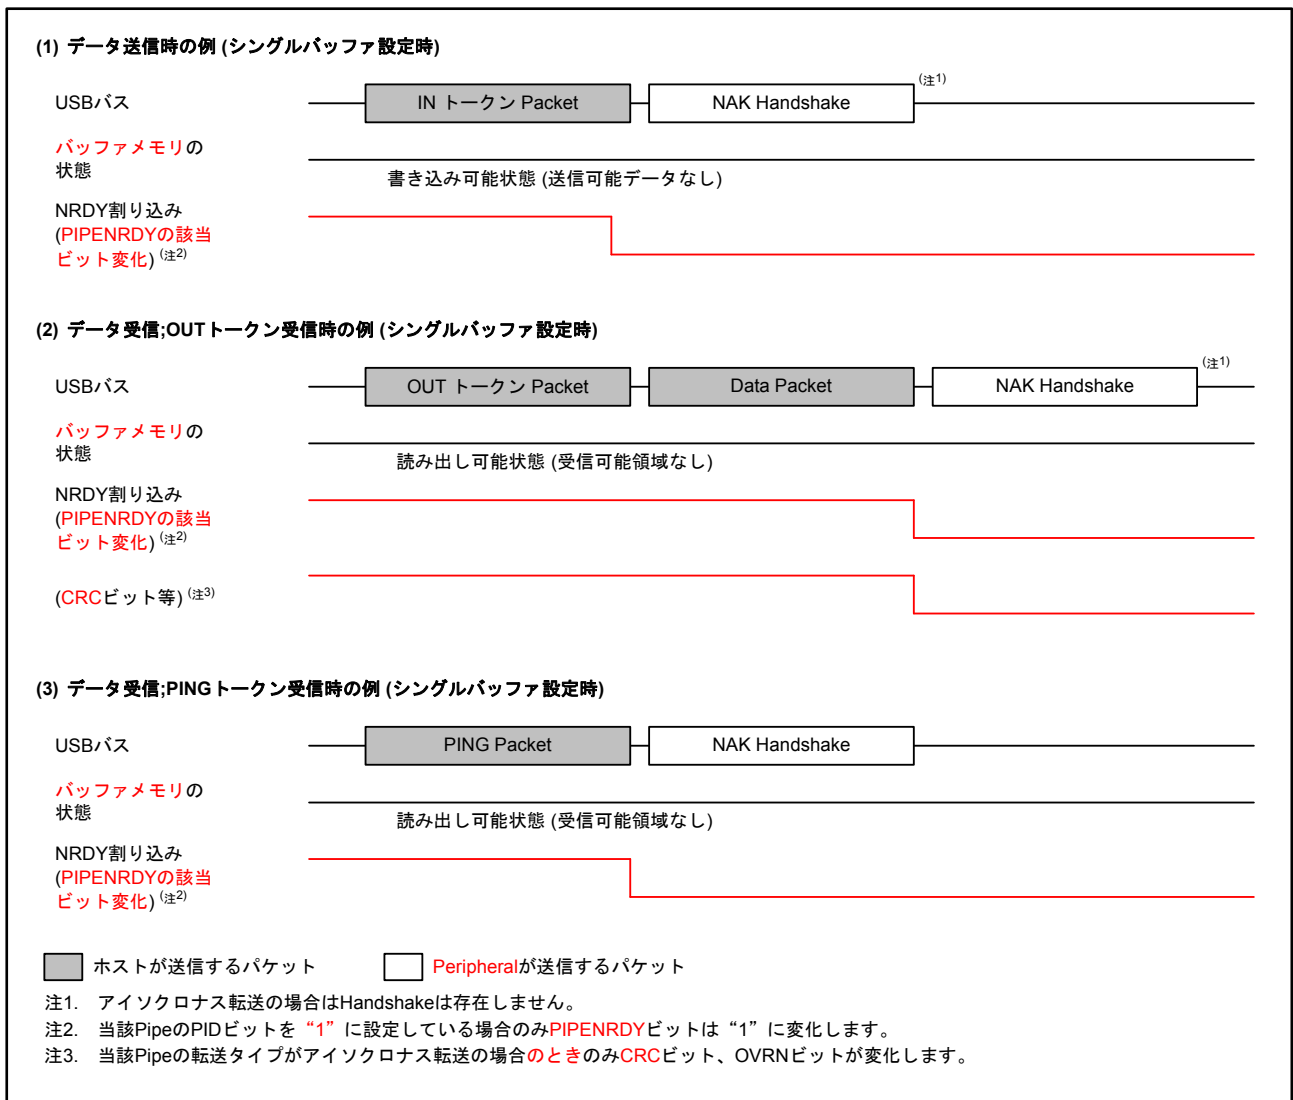 (1) データ送信時の例 (シングルバッファ設定時)
USBバス
IN トークン Packet
NAK Handshake
(注1)
バッファメモリの
状態
書き込み可能状態 (送信可能データなし)
NRDY割り込み
(PIPENRDYの該当
ビット変化) (注2)
(2) データ受信;OUTトークン受信時の例 (シングルバッファ設定時)
USBバス
OUT トークン Packet
Data Packet
NAK Handshake
(注1)
バッファメモリの
状態
読み出し可能状態 (受信可能領域なし)
NRDY割り込み
(PIPENRDYの該当
ビット変化) (注2)
(CRCビット等) (注3)
(3) データ受信;PINGトークン受信時の例 (シングルバッファ設定時)
USBバス
PING Packet
NAK Handshake
バッファメモリの
状態
読み出し可能状態 (受信可能領域なし)
NRDY割り込み
(PIPENRDYの該当
ビット変化) (注2)
ホストが送信するパケット
Peripheralが送信するパケット
注1. アイソクロナス転送の場合はHandshakeは存在しません。
注2. 当該PipeのPIDビットを“1”に設定している場合のみPIPENRDYビットは“1”に変化します。
注3. 当該Pipeの転送タイプがアイソクロナス転送の場合のときのみCRCビット、OVRNビットが変化します。